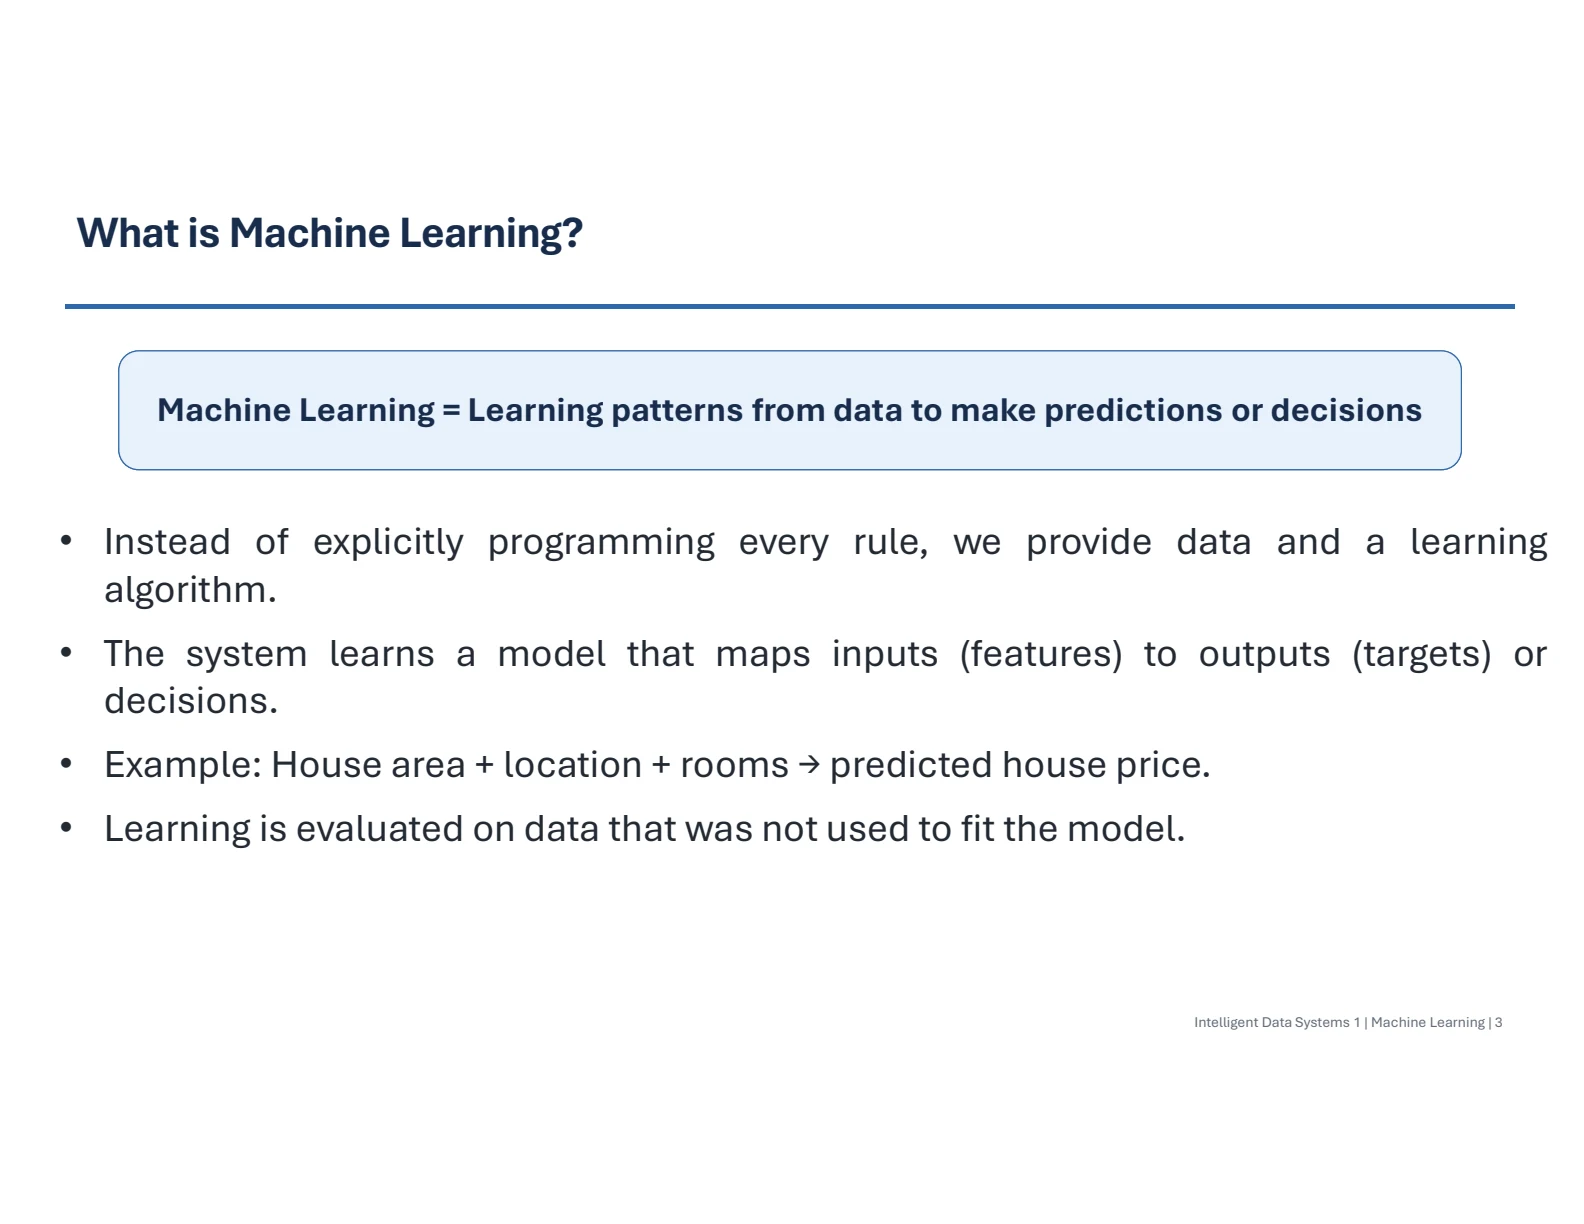 What is Machine Learning?
Machine Learning = Learning patterns from data to make predictions or decisions
• Instead of explicitly programming every rule, we provide data and a learning
algorithm.
• The system learns a model that maps inputs (features) to outputs (targets) or
decisions.
• Example: House area + location + rooms → predicted house price.
• Learning is evaluated on data that was not used to fit the model.
Intelligent Data Systems 1 | Machine Learning | 3